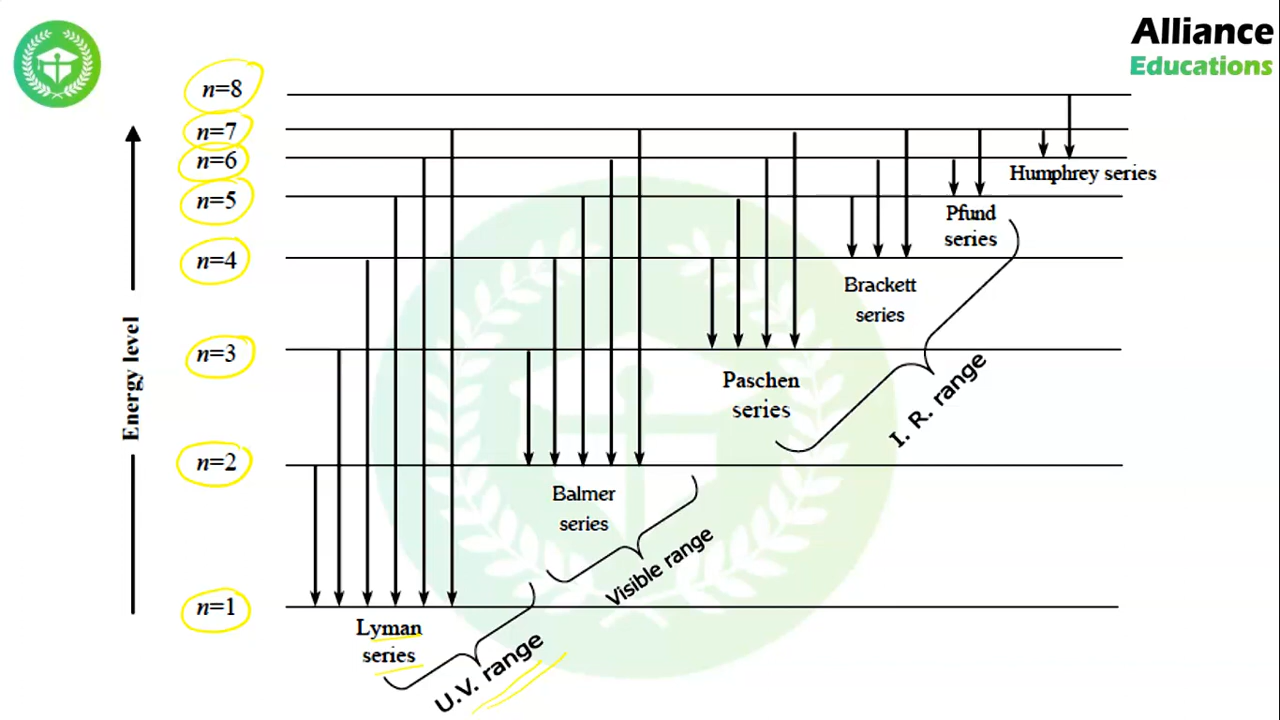 Alliance
Educations
n=8
n=7
n=6
n=5
n=4
n=3
n=2
n=1
Energy level
Humphrey series
Pfund
series
Brackett
series
I. R. range
Paschen
series
Balmer
series
Visible range
Lyman
series
U.V. range